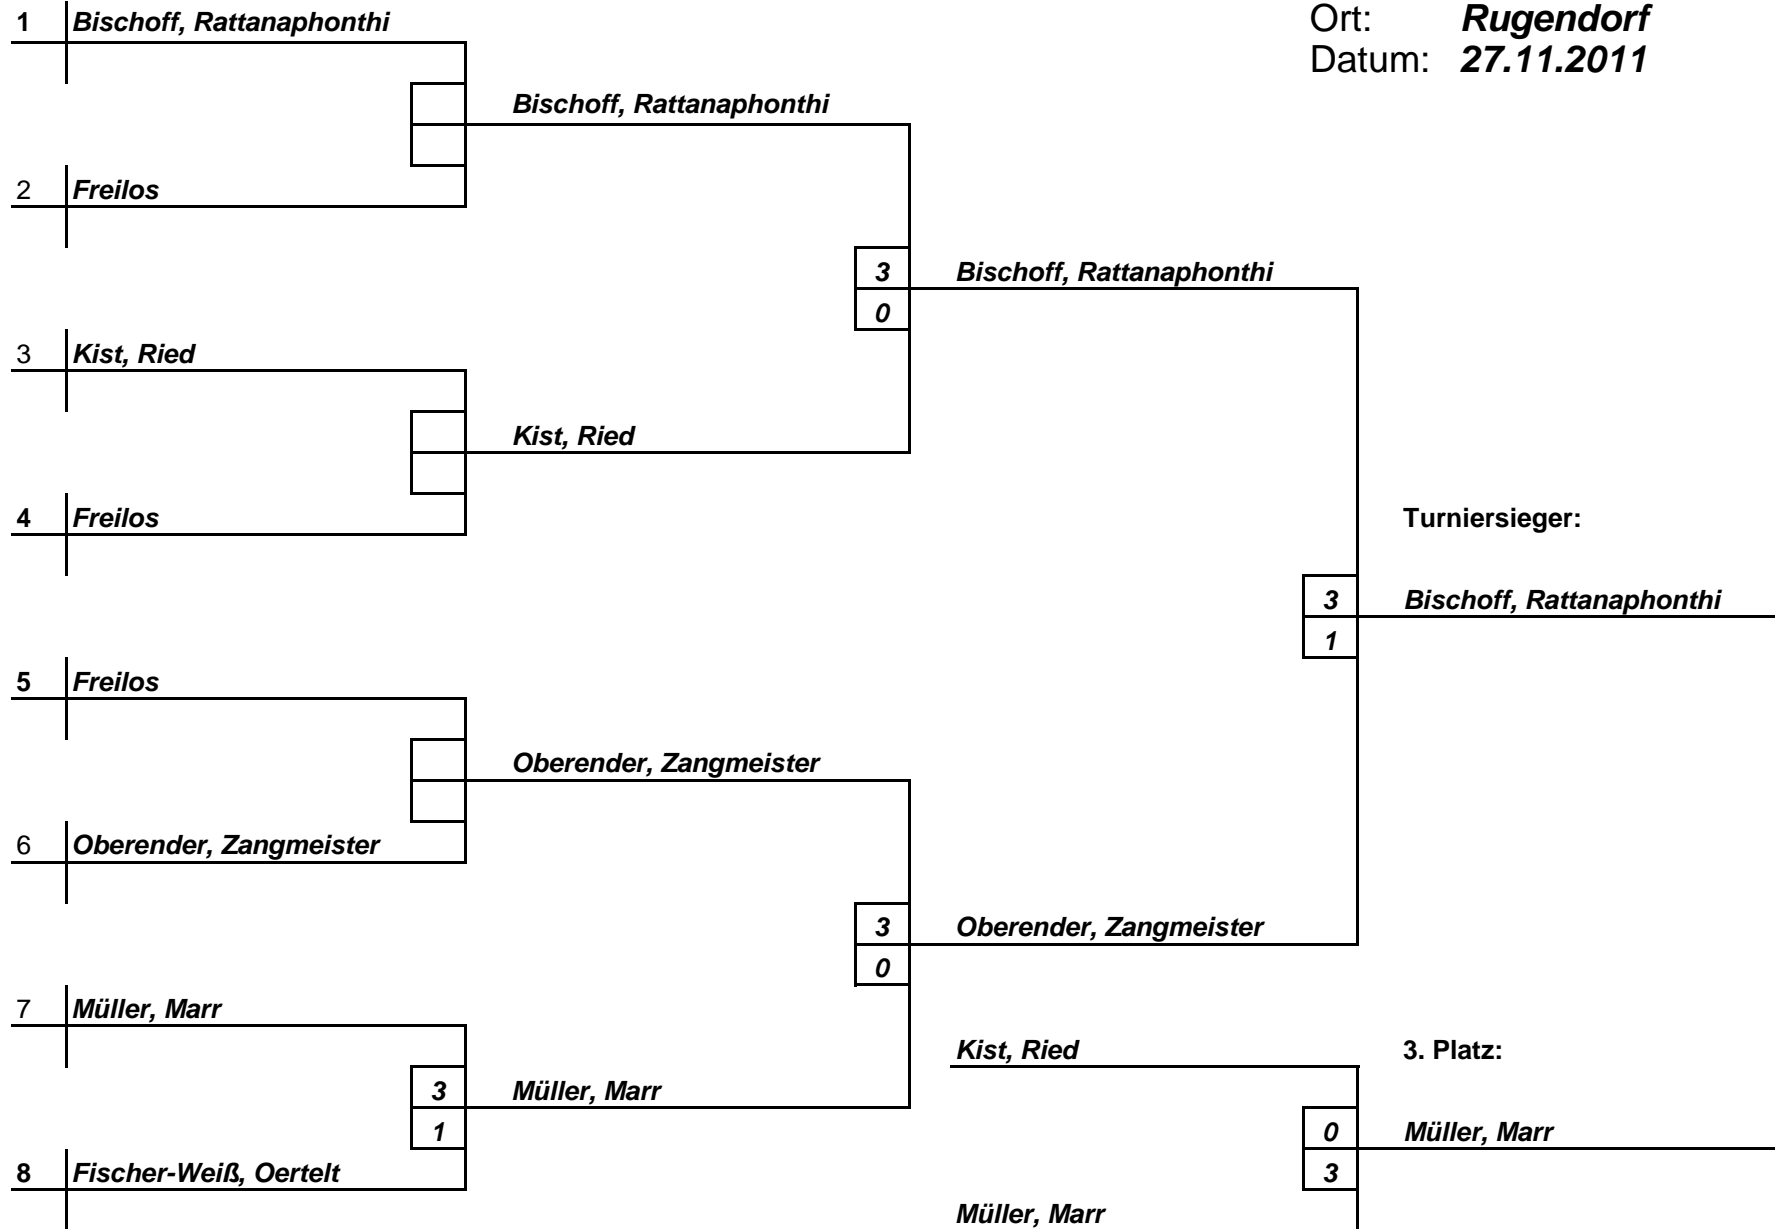 1 Bischoff, Rattanaphonthi
Ort: Rugendorf
Datum: 27.11.2011
Bischoff, Rattanaphonthi
2 Freilos
3 Bischoff, Rattanaphonthi
0
3 Kist, Ried
Kist, Ried
4 Freilos
Turniersieger:
3 Bischoff, Rattanaphonthi
1
5 Freilos
Oberender, Zangmeister
6 Oberender, Zangmeister
3 Oberender, Zangmeister
0
7 Müller, Marr
Kist, Ried
3. Platz:
3 Müller, Marr
1
0 Müller, Marr
3
8 Fischer-Weiß, Oertelt
Müller, Marr